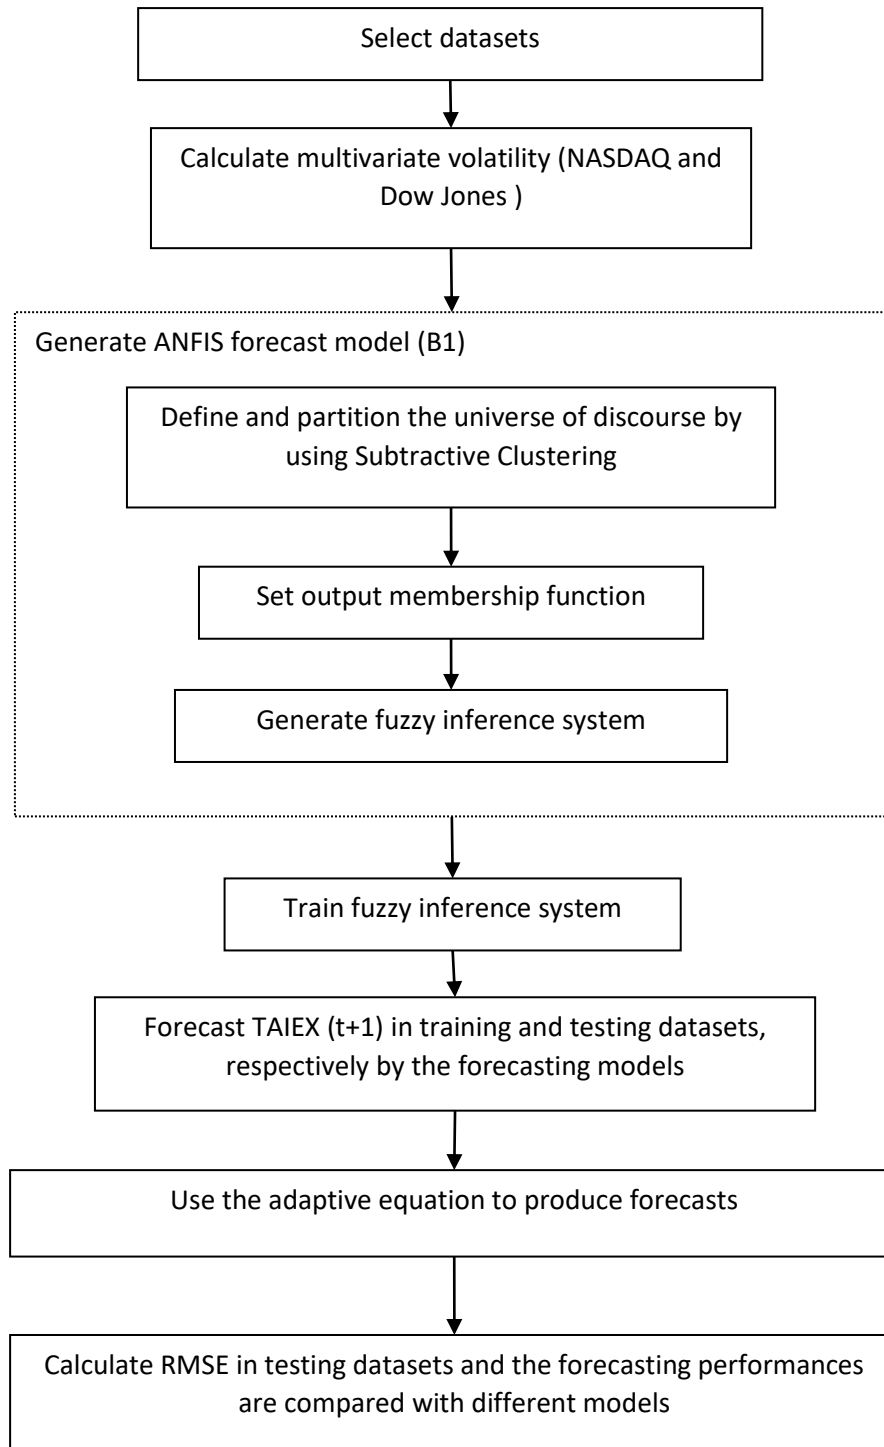 Select datasets
Calculate multivariate volatility (NASDAQ and
Dow Jones )
Generate ANFIS forecast model (B1)
Define and partition the universe of discourse by
using Subtractive Clustering
Set output membership function
Generate fuzzy inference system
Train fuzzy inference system
Forecast TAIEX (t+1) in training and testing datasets,
respectively by the forecasting models
Use the adaptive equation to produce forecasts
Calculate RMSE in testing datasets and the forecasting performances
are compared with different models